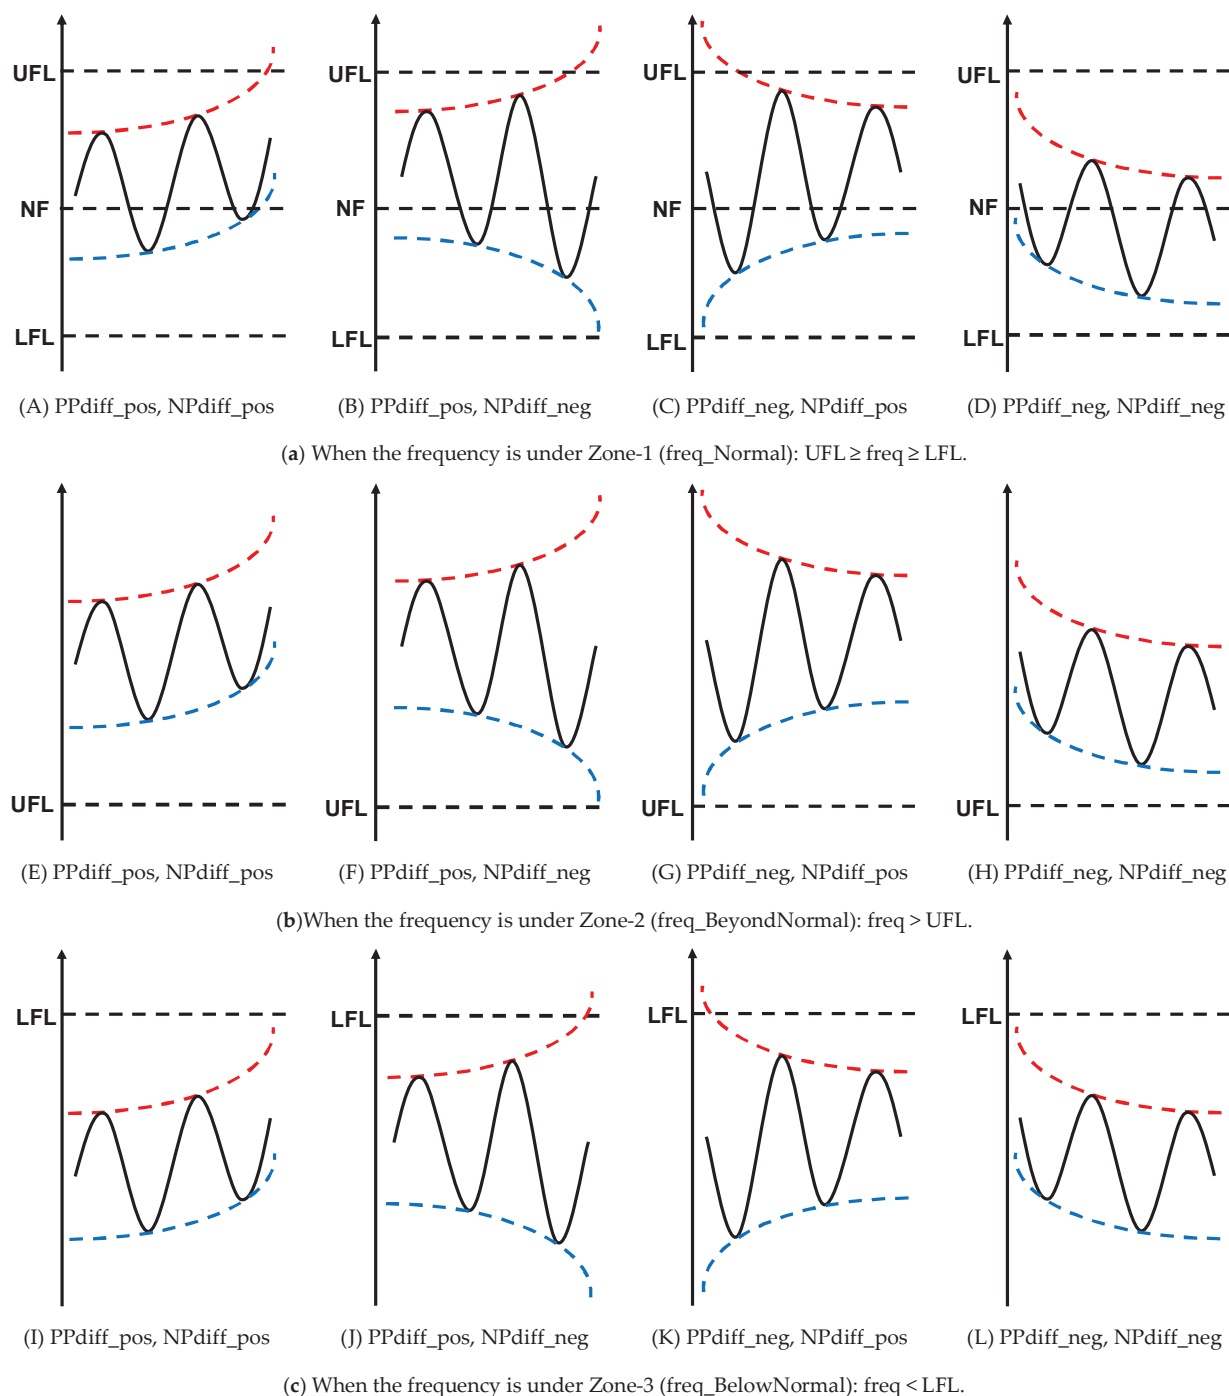 UFL
NF
LFL
UFL
NF
LFL
UFL
NF
LFL
UFL
NF
LFL
(A) PPdiff_pos, NPdiff_pos
(B) PPdiff_pos, NPdiff_neg
(C) PPdiff_neg, NPdiff_pos
(D) PPdiff_neg, NPdiff_neg
(a) When the frequency is under Zone-1 (freq_Normal): UFL ≥ freq ≥ LFL.
UFL
UFL
UFL
UFL
(E) PPdiff_pos, NPdiff_pos
(F) PPdiff_pos, NPdiff_neg
(G) PPdiff_neg, NPdiff_pos
(H) PPdiff_neg, NPdiff_neg
(b)When the frequency is under Zone-2 (freq_BeyondNormal): freq > UFL.
LFL
LFL
LFL
LFL
(I) PPdiff_pos, NPdiff_pos
(J) PPdiff_pos, NPdiff_neg
(K) PPdiff_neg, NPdiff_pos
(L) PPdiff_neg, NPdiff_neg
(c) When the frequency is under Zone-3 (freq_BelowNormal): freq < LFL.